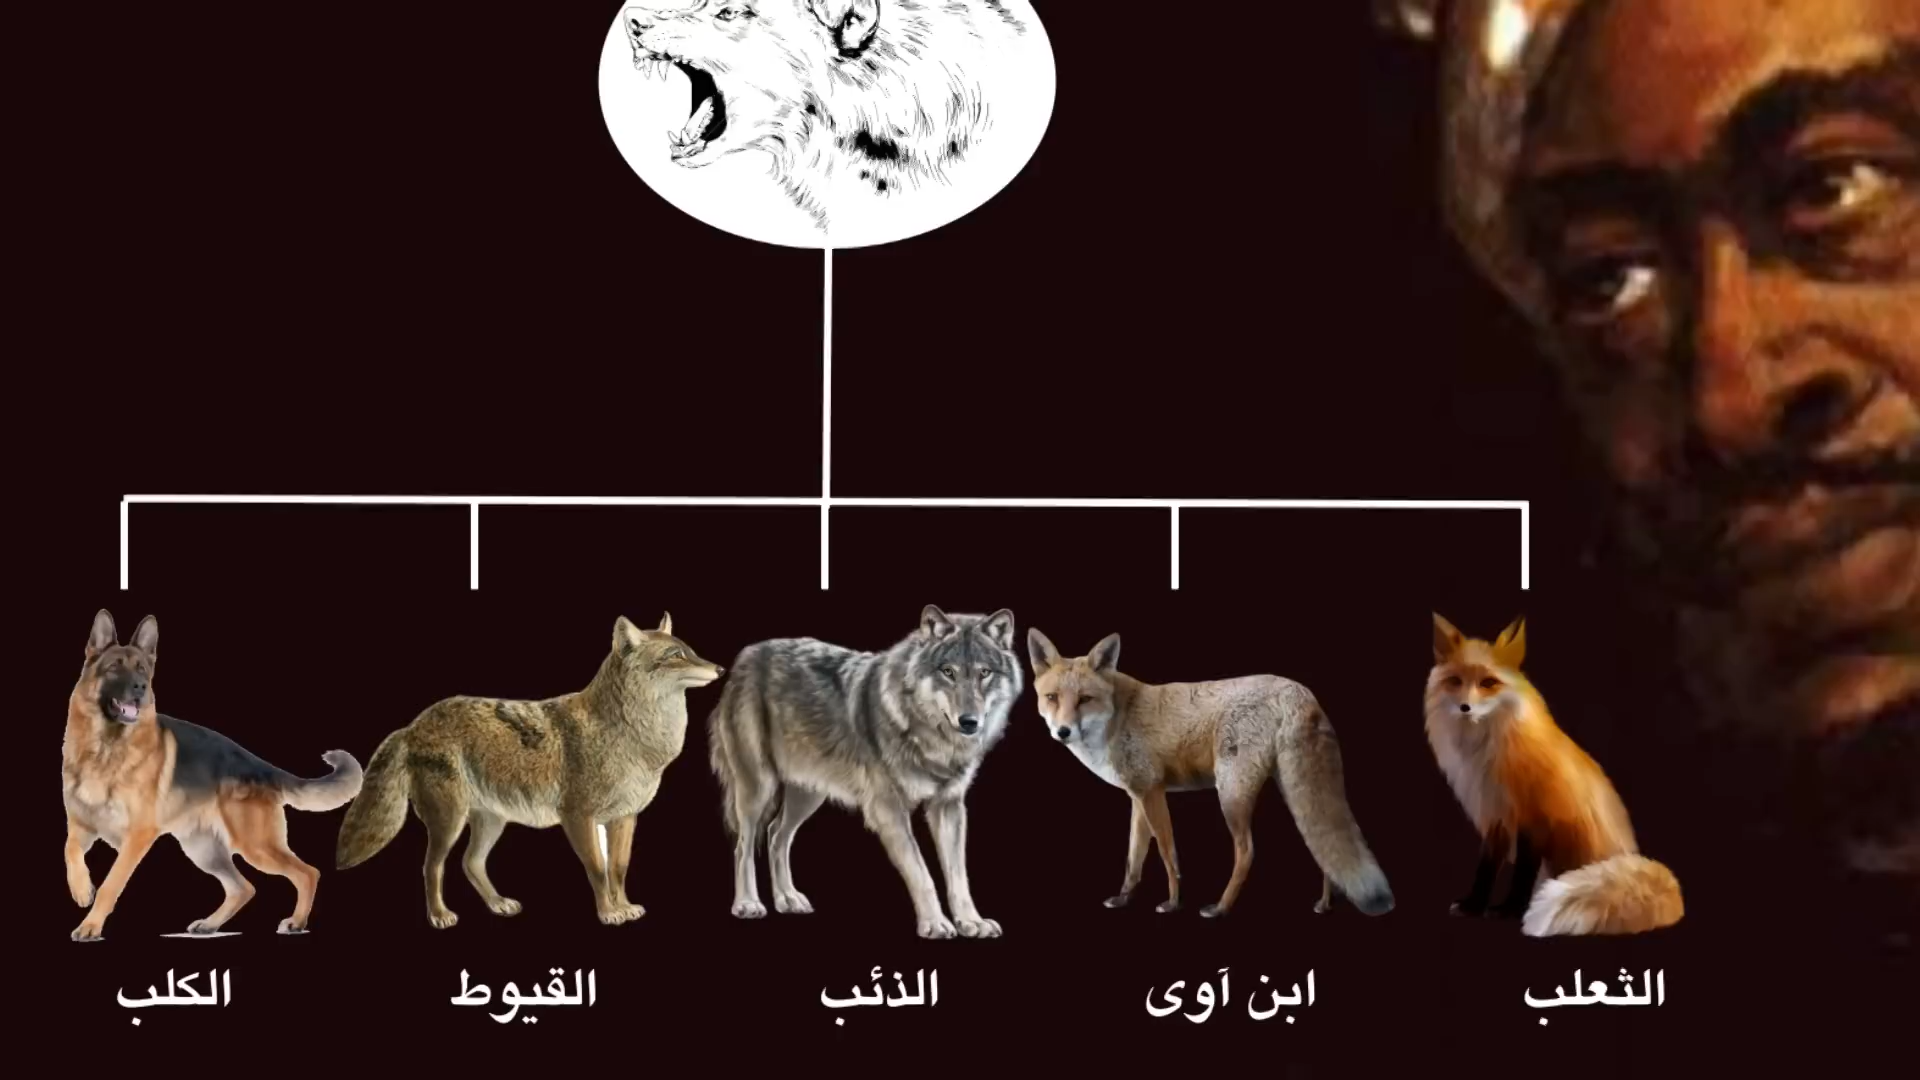 الثعلب
ابن آوى
الذئب
القيوط
الكلب